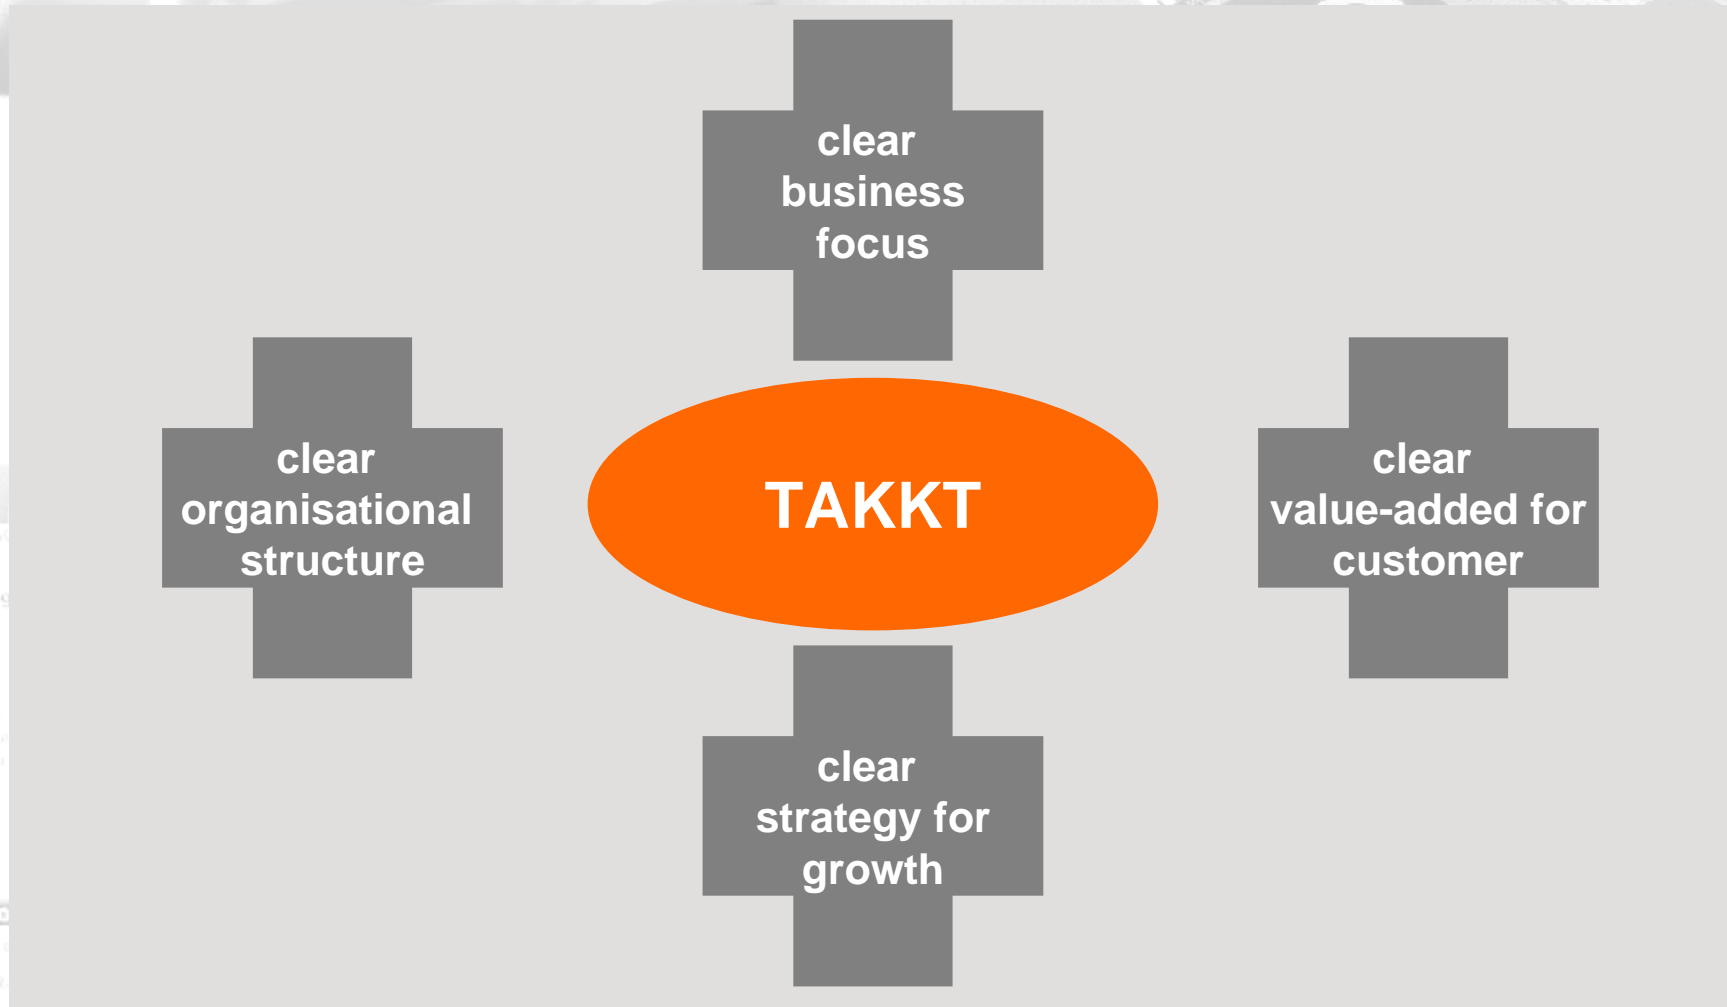 clear
business
focus
clear
organisational
structure
TAKKT
clear
value-added for
customer
clear
strategy for
growth